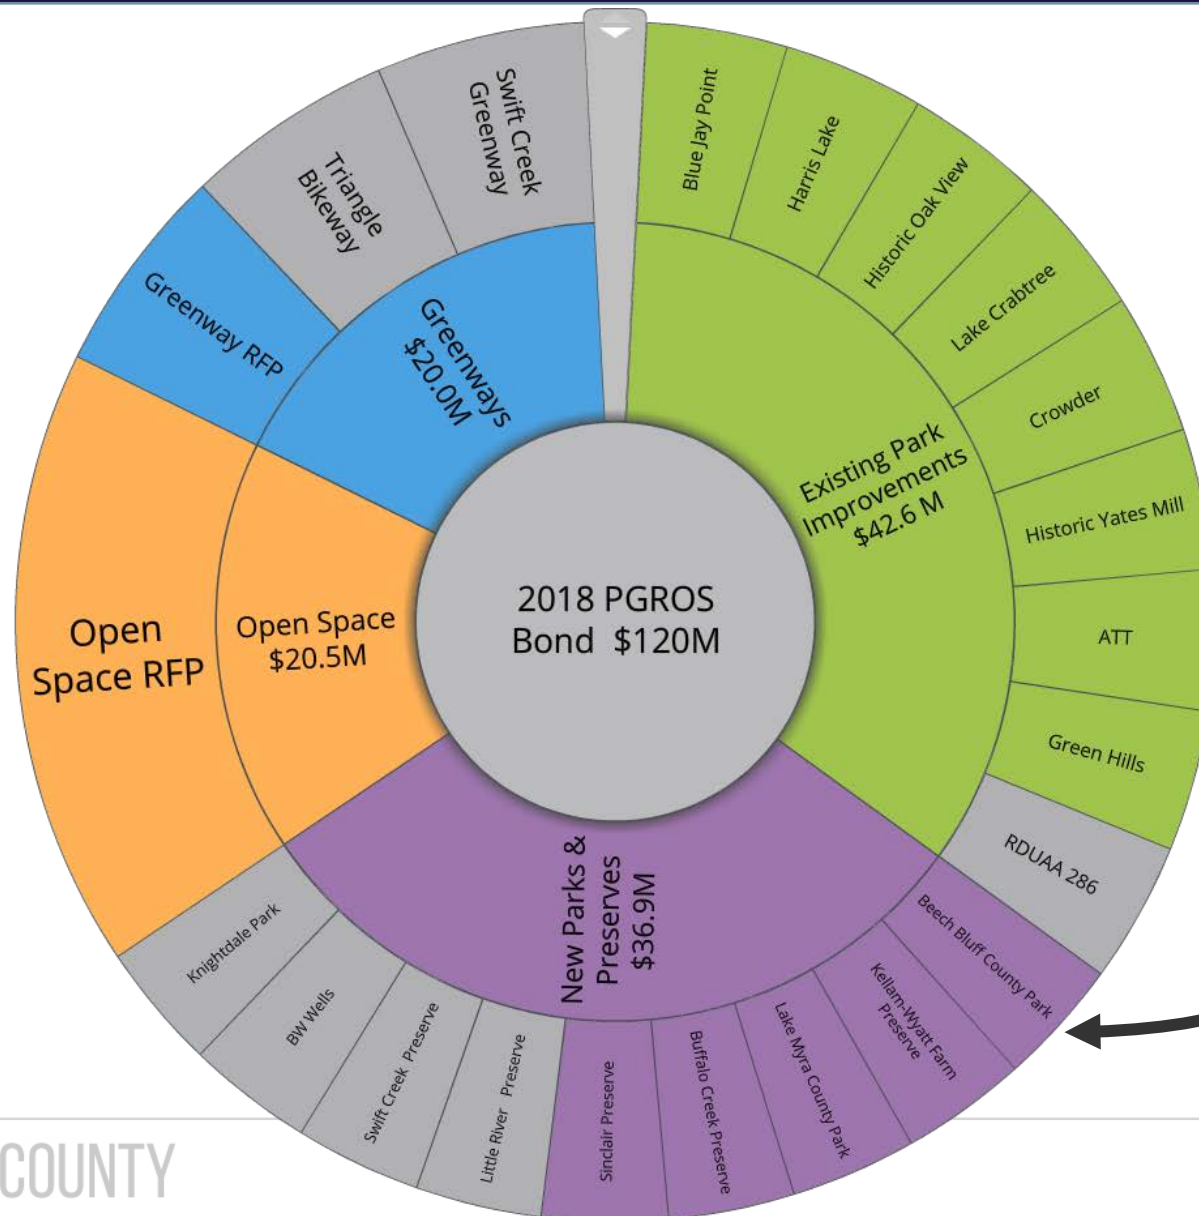 2018 PGROS
Bond $120M
Existing Park
Improvements
$42.6 M
Blue Jay Point
Harris Lake
Historic Oak View
Lake Crabtree
Crowder
Historic Yates Mill
ATT
Green Hills
RDUAA 286
New Parks &
Preserves
$36.9M
Beech Bluff County Park
Kellam-Wyatt Farm
Preserve
Lake Myra County Park
Buffalo Creek Preserve
Sinclair Preserve
Little River Preserve
Swift Creek Preserve
BW Wells
Knightdale Park
Open Space
$20.5M
Open
Space RFP
Greenways
$20.0M
Greenway RFP
Triangle
Bikeway
Swift Creek
Greenway
COUNTY